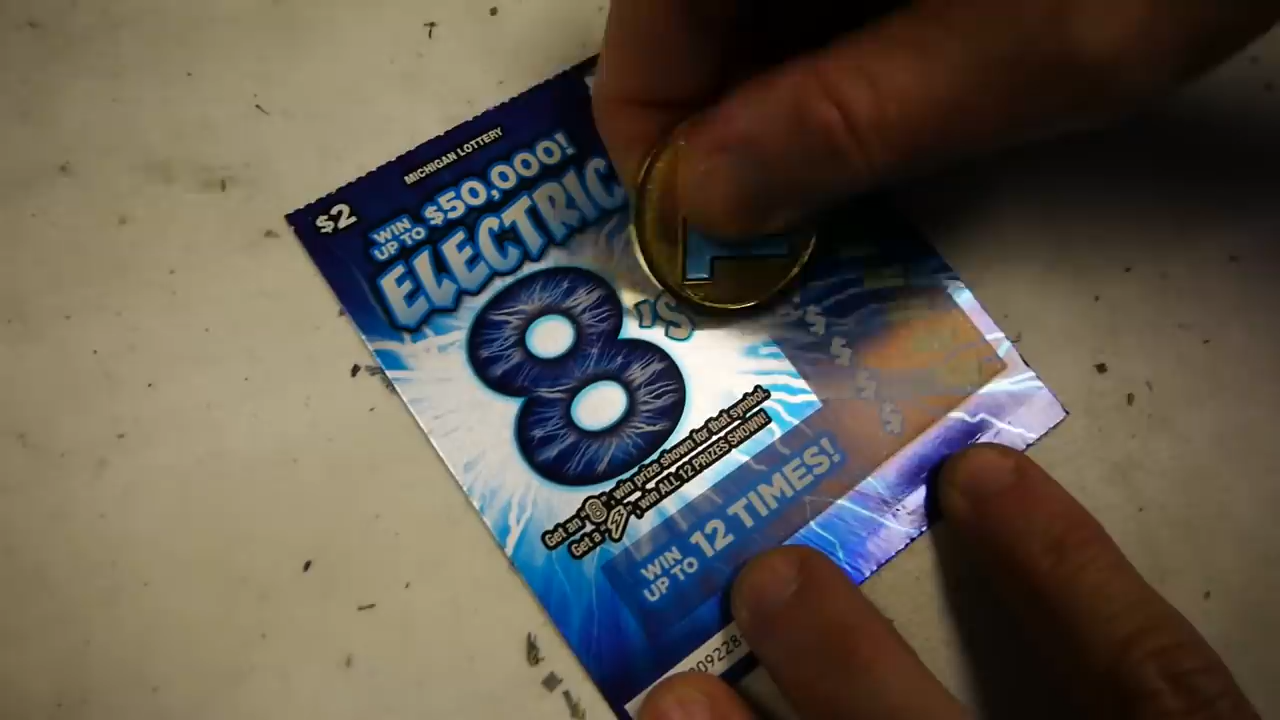 MICHIGAN LOTTERY
$2
WIN
UP TO $50,000!
ELECTRIC
8'S
Get an "8", win prize shown for that symbol.
Get a " ", win ALL 12 PRIZES SHOWN!
WIN
UP TO 12 TIMES!
09228-
T
$
$
$
$